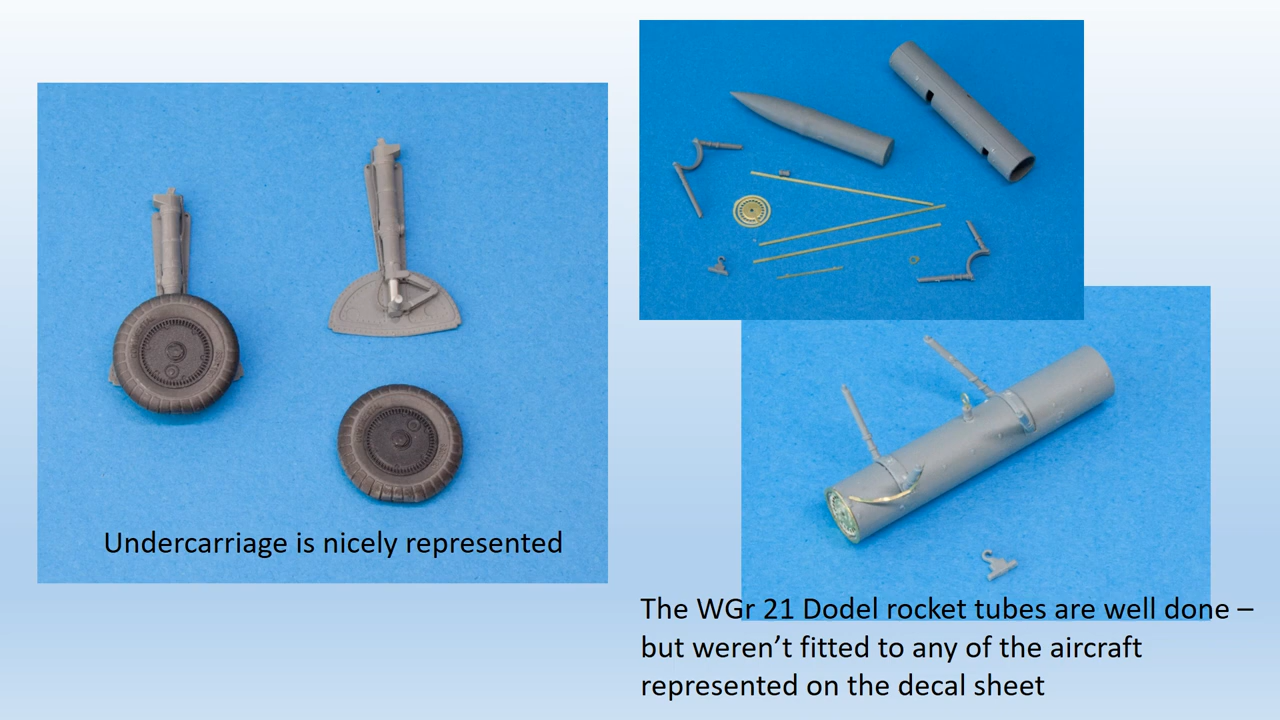 Undercarriage is nicely represented
The WGr 21 Dodel rocket tubes are well done –
but weren’t fitted to any of the aircraft
represented on the decal sheet